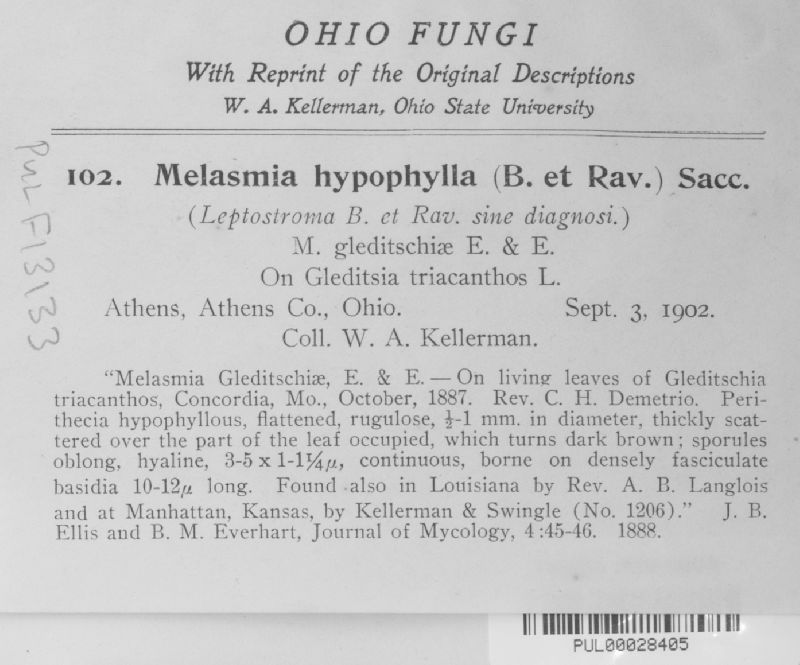 OHIO FUNGI
With Reprint of the Original Descriptions
W. A. Kellerman, Ohio State University
102. Melasmia hypophylla (B. et Rav.) Sacc.
(Leptostroma B. et Rav. sine diagnosi.)
M. gleditschiæ E. & E.
On Gleditsia triacanthos L.
Athens, Athens Co., Ohio. Sept. 3, 1902.
Coll. W. A. Kellerman.
"Melasmia Gleditschiæ, E. & E. — On living leaves of Gleditschia
triacanthos, Concordia, Mo., October, 1887. Rev. C. H. Demetrio. Peri-
thecia hypophyllous, flattened, rugulose, ½-1 mm. in diameter, thickly scat-
tered over the part of the leaf occupied, which turns dark brown; sporules
oblong, hyaline, 3-5 x 1-1¼μ, continuous, borne on densely fasciculate
basidia 10-12μ long. Found also in Louisiana by Rev. A. B. Langlois
and at Manhattan, Kansas, by Kellerman & Swingle (No. 1206)." J. B.
Ellis and B. M. Everhart, Journal of Mycology, 4:45-46. 1888.
PUL F13133
PUL00028405